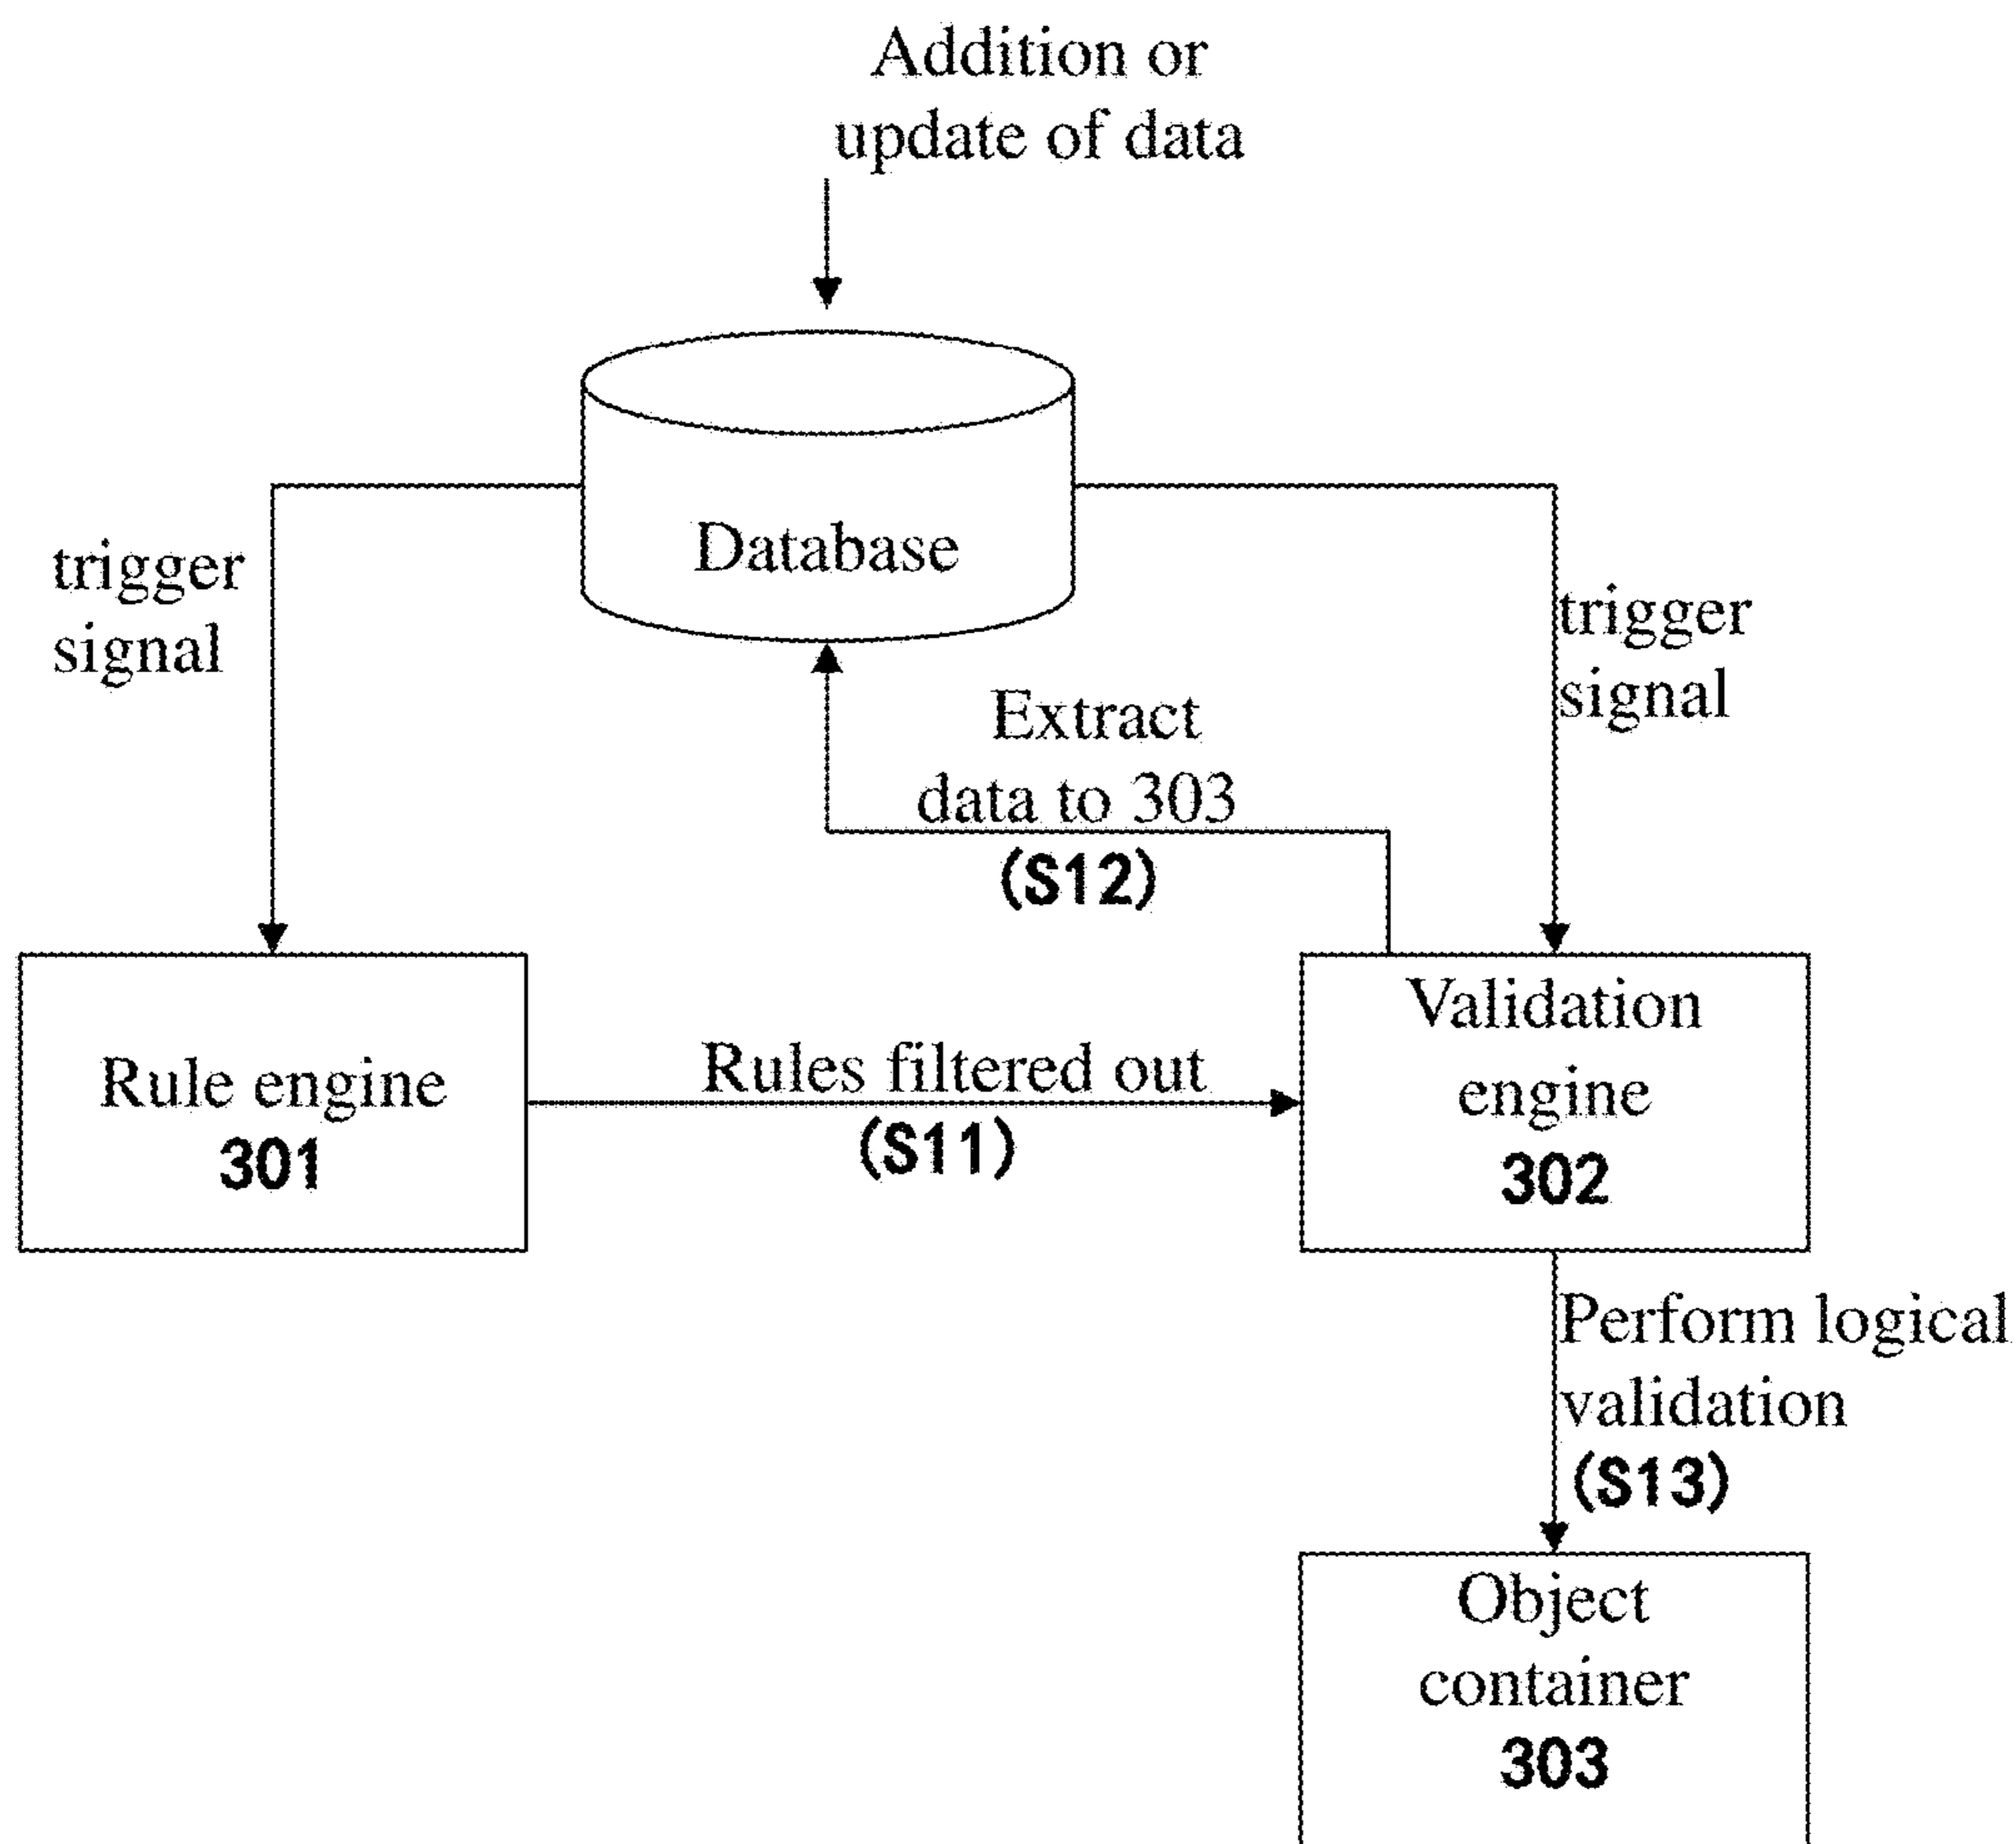 Addition or
update of data
Database
trigger
signal
trigger
signal
Extract
data to 303
(S12)
Rule engine
301
Rules filtered out
(S11)
Validation
engine
302
Perform logical
validation
(S13)
Object
container
303